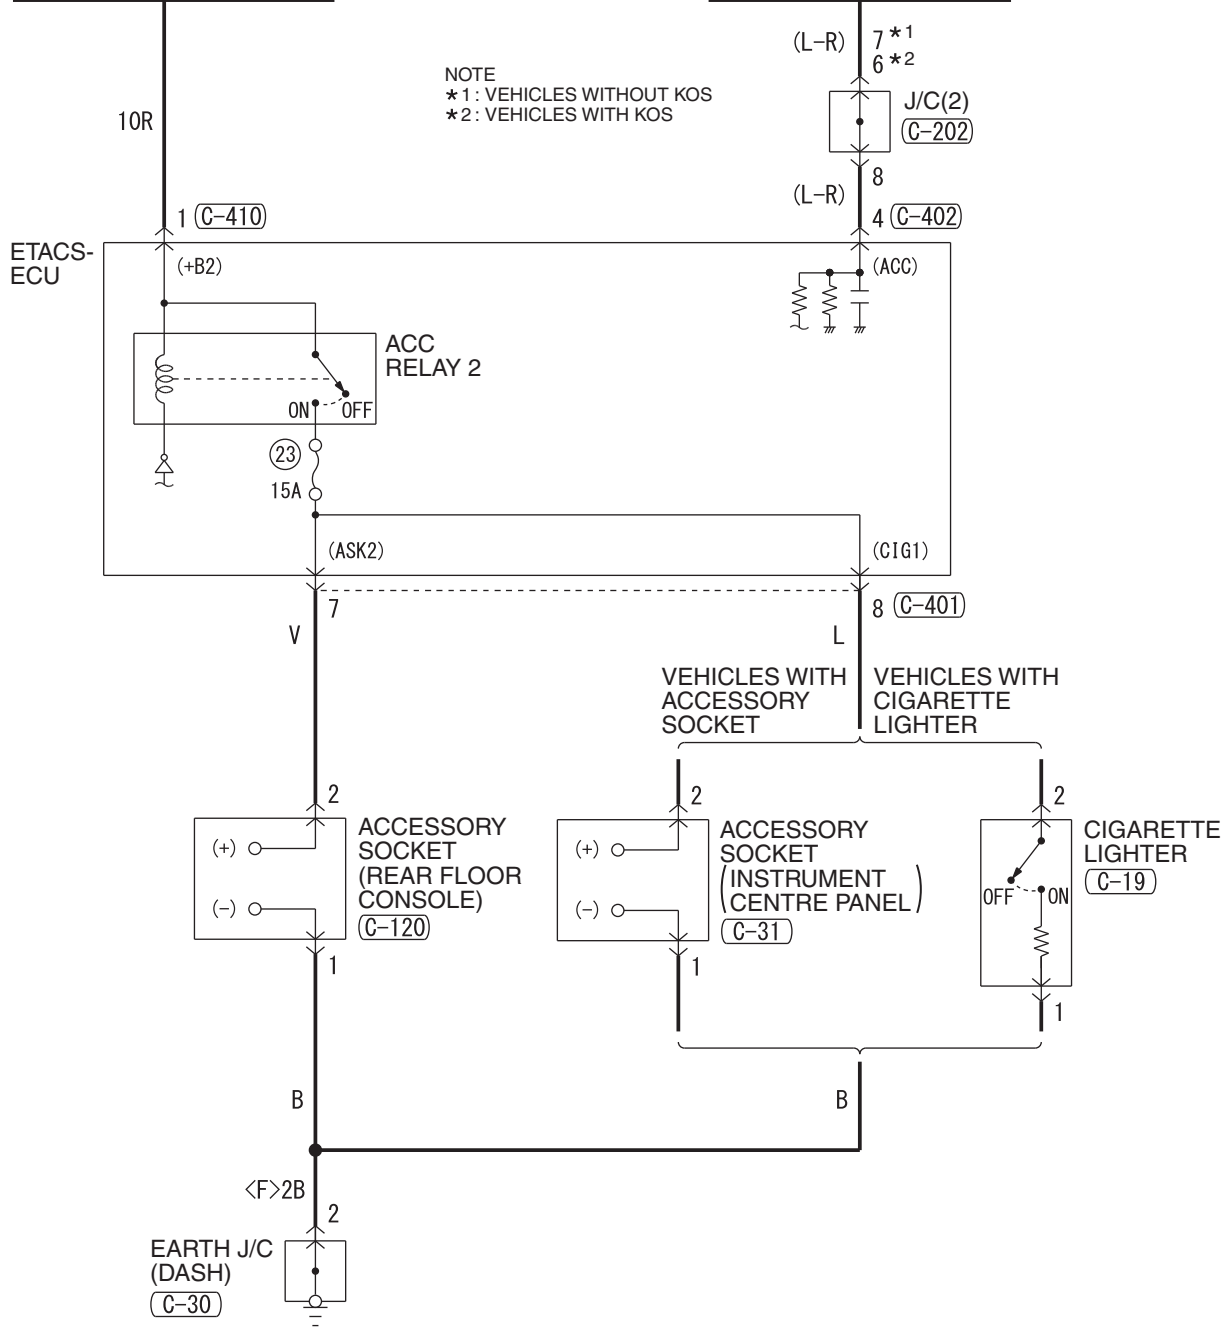 (L-R)
7 *1
6 *2
NOTE
*1 : VEHICLES WITHOUT KOS
*2 : VEHICLES WITH KOS
J/C(2)
C-202
10R
8
(L-R)
1 C-410
4 C-402
ETACS-
ECU
(+B2)
(ACC)
ACC
RELAY 2
ON OFF
23
15A
(ASK2)
(CIG1)
7
8 C-401
V
L
VEHICLES WITH
ACCESSORY
SOCKET
VEHICLES WITH
CIGARETTE
LIGHTER
2
2
2
(+)
(-)
ACCESSORY
SOCKET
(REAR FLOOR
CONSOLE)
C-120
(+)
(-)
ACCESSORY
SOCKET
(INSTRUMENT
CENTRE PANEL)
C-31
CIGARETTE
LIGHTER
C-19
OFF ON
1
1
1
B
B
<F>2B
2
EARTH J/C
(DASH)
C-30